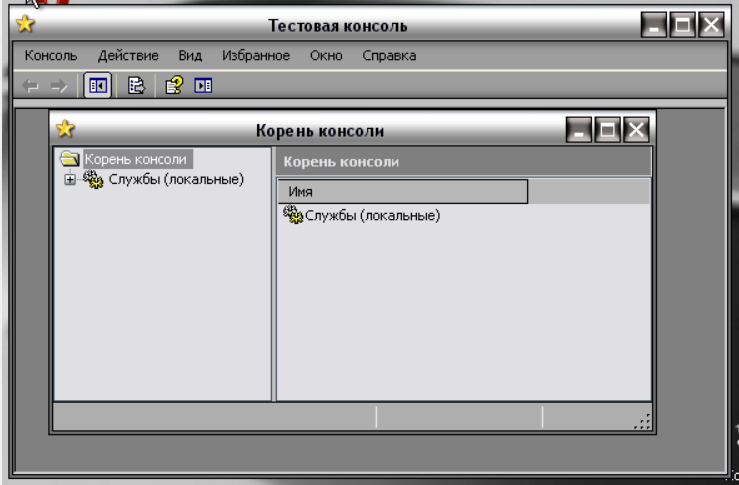 Тестовая консоль
Консоль Действие Вид Избранное Окно Справка
Корень консоли
Корень консоли
Службы (локальные)
Корень консоли
Имя
Службы (локальные)